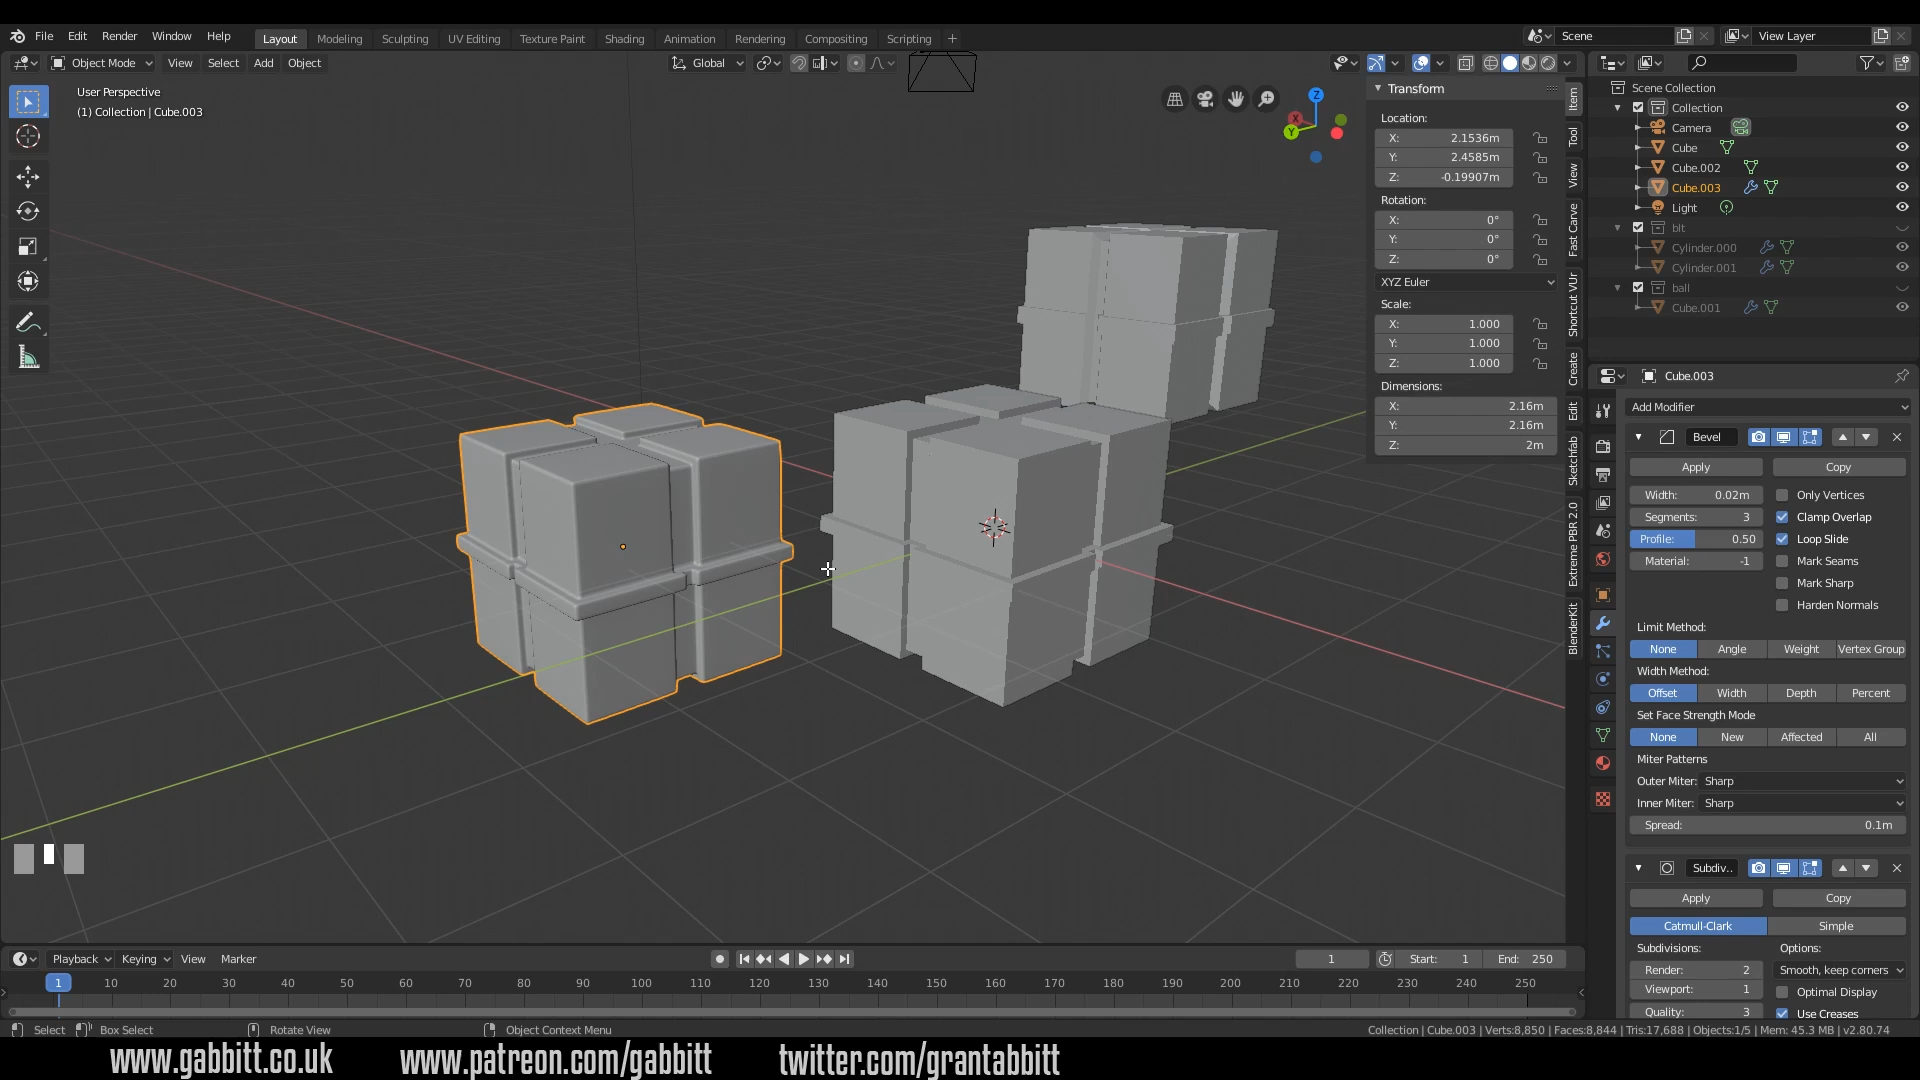 File Edit Render Window Help Layout Modeling Sculpting UV Editing Texture Paint Shading Animation Rendering Compositing Scripting + Scene View Layer
Object Mode View Select Add Object Global
User Perspective
(1) Collection | Cube.003
Z
X
Y
Transform
Location:
X: 2.1536m
Y: 2.4585m
Z: -0.19907m
Rotation:
X: 0°
Y: 0°
Z: 0°
XYZ Euler
Scale:
X: 1.000
Y: 1.000
Z: 1.000
Dimensions:
X: 2.16m
Y: 2.16m
Z: 2m
Item
Tool
View
Fast Carve
Shortcut VUr
Create
Edit
Sketchfab
Extreme PBR 2.0
BlenderKit
Scene Collection
Collection
Camera
Cube
Cube.002
Cube.003
Light
blt
Cylinder.000
Cylinder.001
ball
Cube.001
Cube.003
Add Modifier
Bevel
Apply Copy
Width: 0.02m Only Vertices
Segments: 3 Clamp Overlap
Profile: 0.50 Loop Slide
Material: -1 Mark Seams
Mark Sharp
Harden Normals
Limit Method:
None Angle Weight Vertex Group
Width Method:
Offset Width Depth Percent
Set Face Strength Mode
None New Affected All
Miter Patterns
Outer Miter: Sharp
Inner Miter: Sharp
Spread: 0.1m
Subdiv..
Apply Copy
Catmull-Clark Simple
Subdivisions: Options:
Render: 2 Smooth, keep corners
Viewport: 1 Optimal Display
Quality: 3 Use Creases
Playback Keying View Marker 1 Start: 1 End: 250
1 10 20 30 40 50 60 70 80 90 100 110 120 130 140 150 160 170 180 190 200 210 220 230 240 250
Select Box Select Rotate View Object Context Menu Collection | Cube.003 | Verts:8,850 | Faces:8,844 | Tris:17,688 | Objects:1/5 | Mem: 45.3 MB | v2.80.74
www.gabbitt.co.uk www.patreon.com/gabbitt twitter.com/grantabbitt